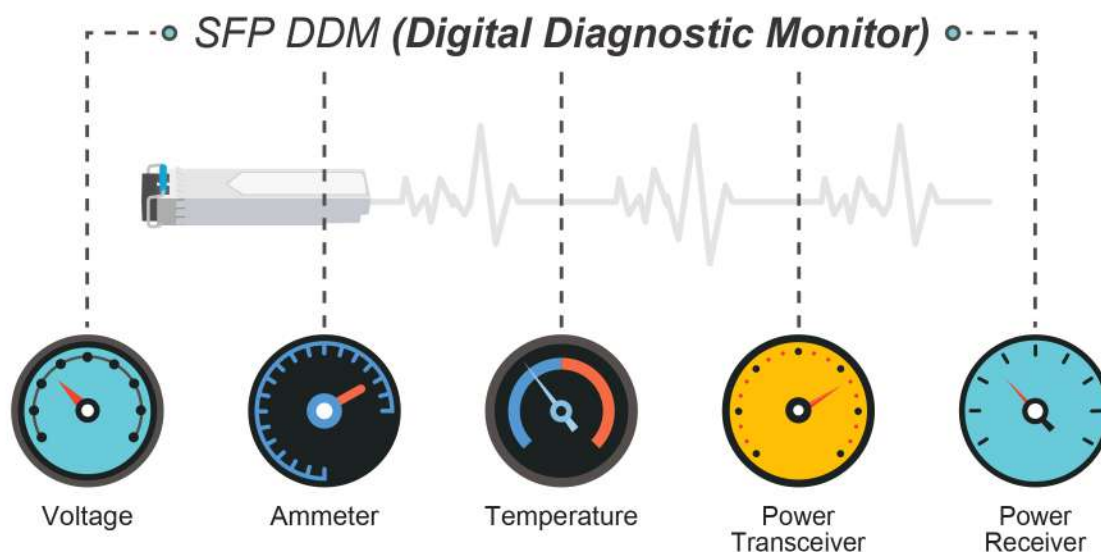 SFP DDM (Digital Diagnostic Monitor)
Voltage
Ammeter
Temperature
Power
Transceiver
Power
Receiver